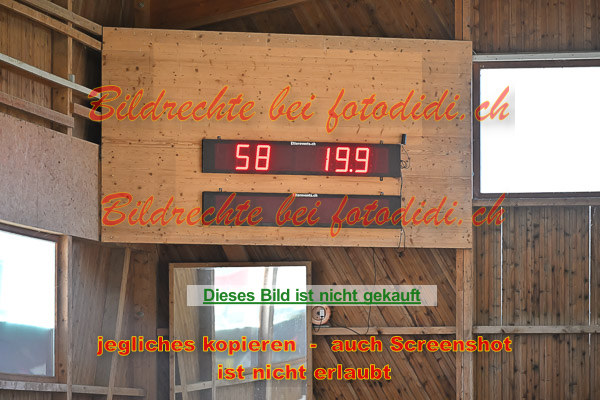 Bildrechte bei fotodidi.ch
58 19.9
Bildrechte bei fotodidi.ch
Dieses Bild ist nicht gekauft
jegliches kopieren - auch Screenshot
ist nicht erlaubt